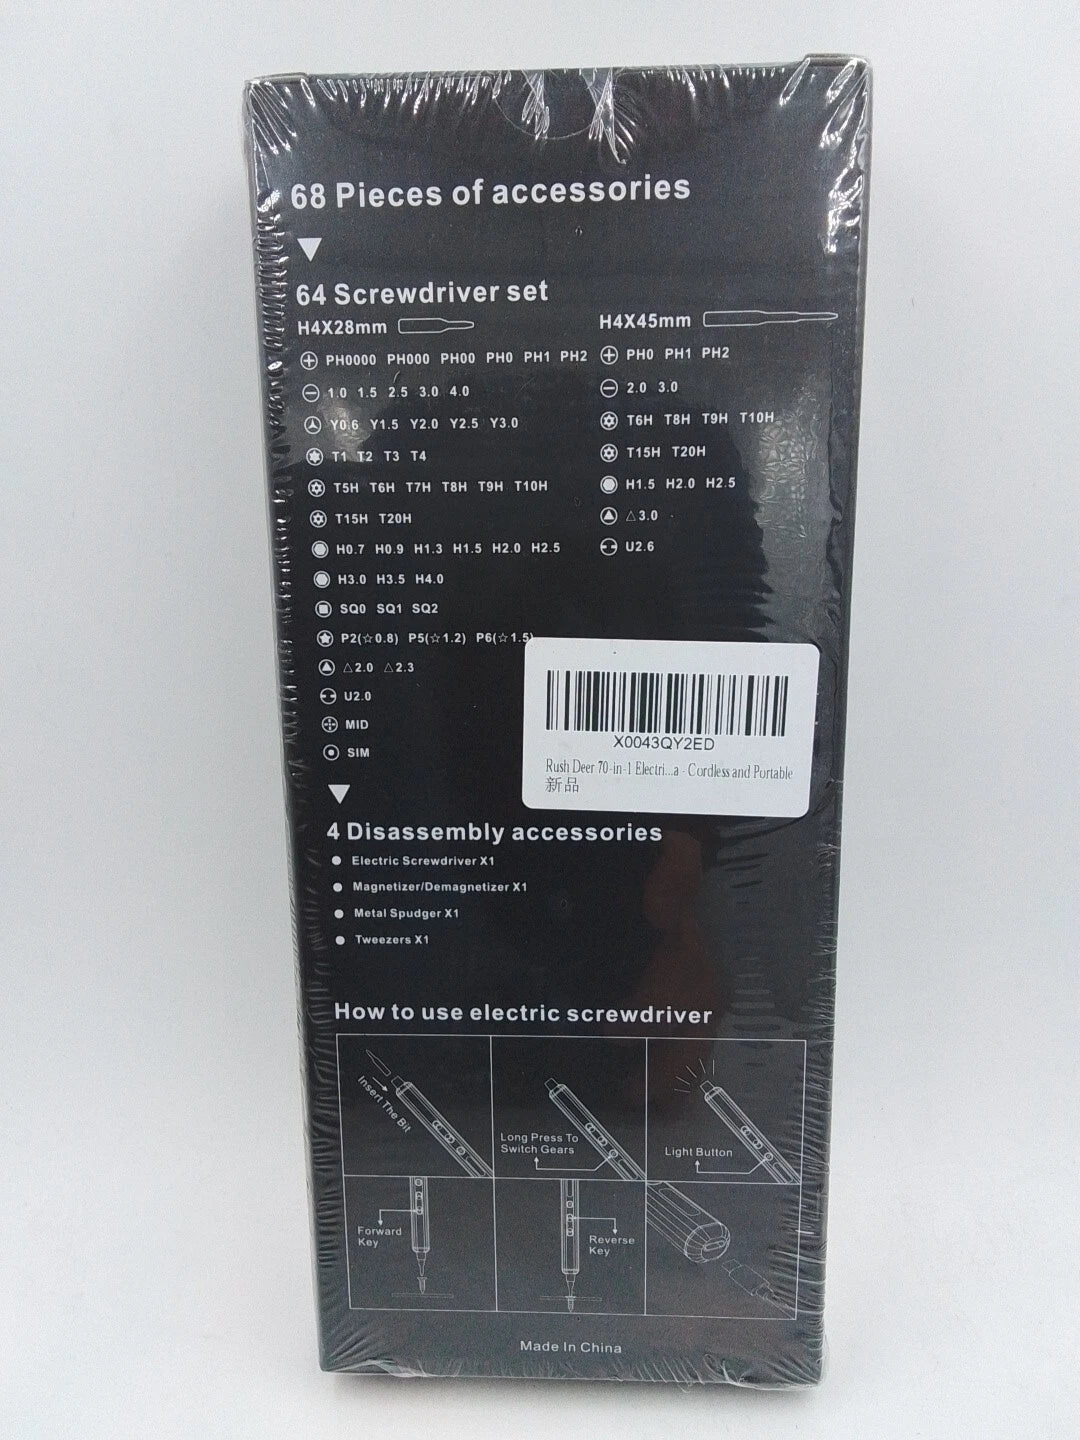 68 Pieces of accessories
64 Screwdriver set
H4X28mm
PH0000 PH000 PH00 PH0 PH1 PH2
1.0 1.5 2.5 3.0 4.0
Y0.6 Y1.5 Y2.0 Y2.5 Y3.0
T1 T2 T3 T4
T5H T6H T7H T8H T9H T10H
T15H T20H
H0.7 H0.9 H1.3 H1.5 H2.0 H2.5
H3.0 H3.5 H4.0
SQ0 SQ1 SQ2
P2(☆0.8) P5(☆1.2) P6(☆1.5)
△2.0 △2.3
U2.0
MID
SIM
H4X45mm
PH0 PH1 PH2
2.0 3.0
T6H T8H T9H T10H
T15H T20H
H1.5 H2.0 H2.5
△3.0
U2.6
X0043QY2ED
Rush Deer 70-in-1 Electri...a - Cordless and Portable
新品
4 Disassembly accessories
Electric Screwdriver X1
Magnetizer/Demagnetizer X1
Metal Spudger X1
Tweezers X1
How to use electric screwdriver
Insert The Bit
Long Press To
Switch Gears
Light Button
Forward
Key
Reverse
Key
Made In China